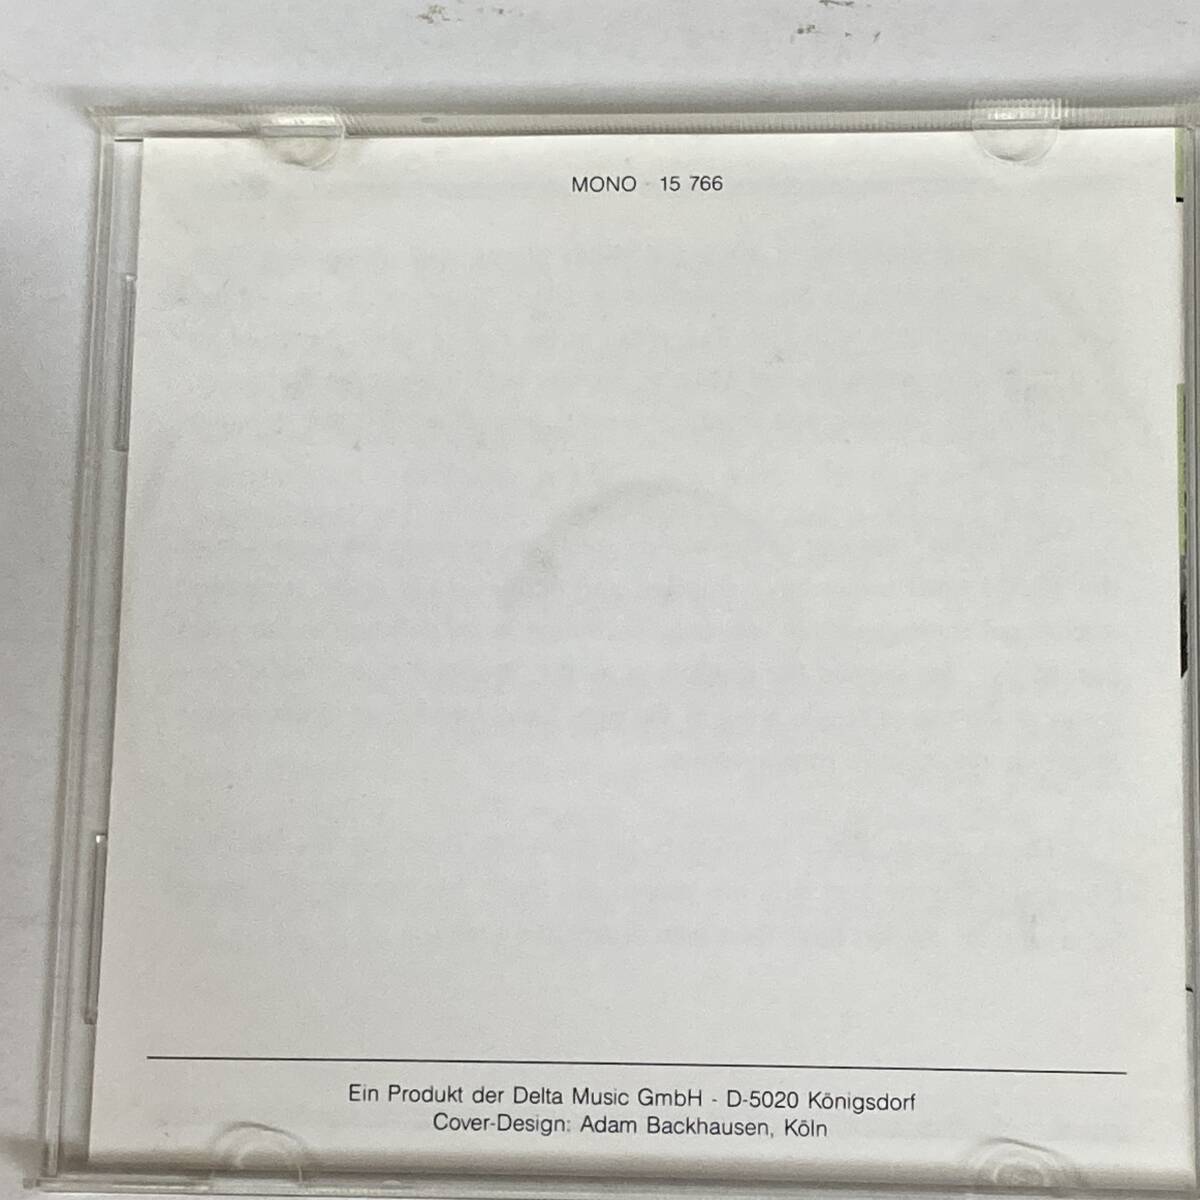 MONO · 15 766
Ein Produkt der Delta Music GmbH - D-5020 Königsdorf
Cover-Design: Adam Backhausen, Köln